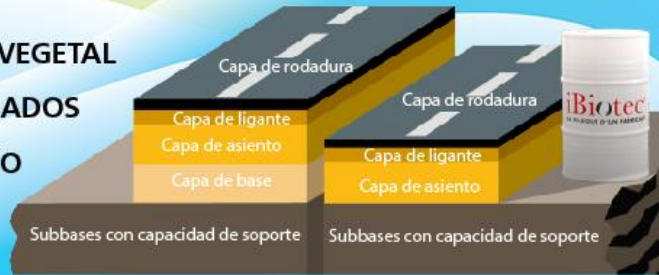 VEGETAL
ADOS
O
Capa de rodadura
Capa de ligante
Capa de asiento
Capa de base
Subbases con capacidad de soporte
Capa de rodadura
Capa de ligante
Capa de asiento
Subbases con capacidad de soporte
iBiotec